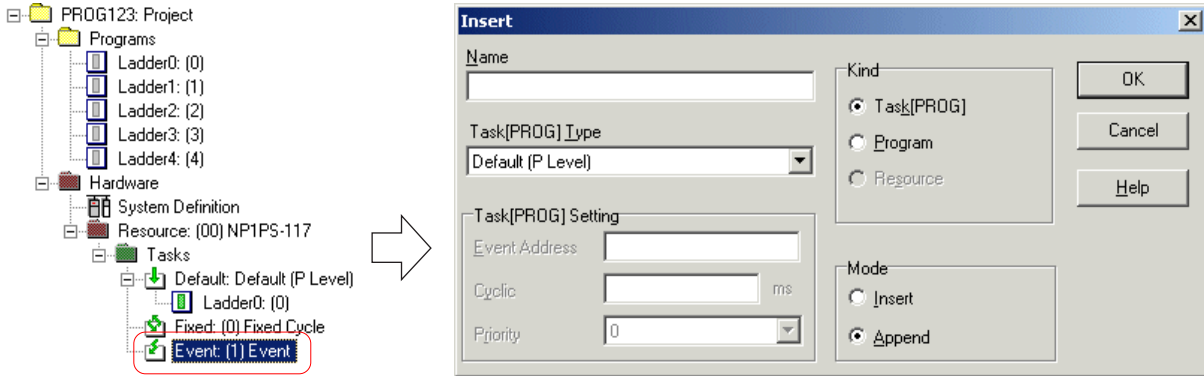 PROG123: Project
Programs
Ladder0: (0)
Ladder1: (1)
Ladder2: (2)
Ladder3: (3)
Ladder4: (4)
Hardware
System Definition
Resource: (00) NP1PS-117
Tasks
Default: Default (P Level)
Ladder0: (0)
Fixed: (0) Fixed Cycle
Event: (1) Event
Insert
Name
Task[PROG] Type
Default (P Level)
Task[PROG] Setting
Event Address
Cyclic ms
Priority 0
Kind
Task[PROG]
Program
Resource
Mode
Insert
Append
OK
Cancel
Help